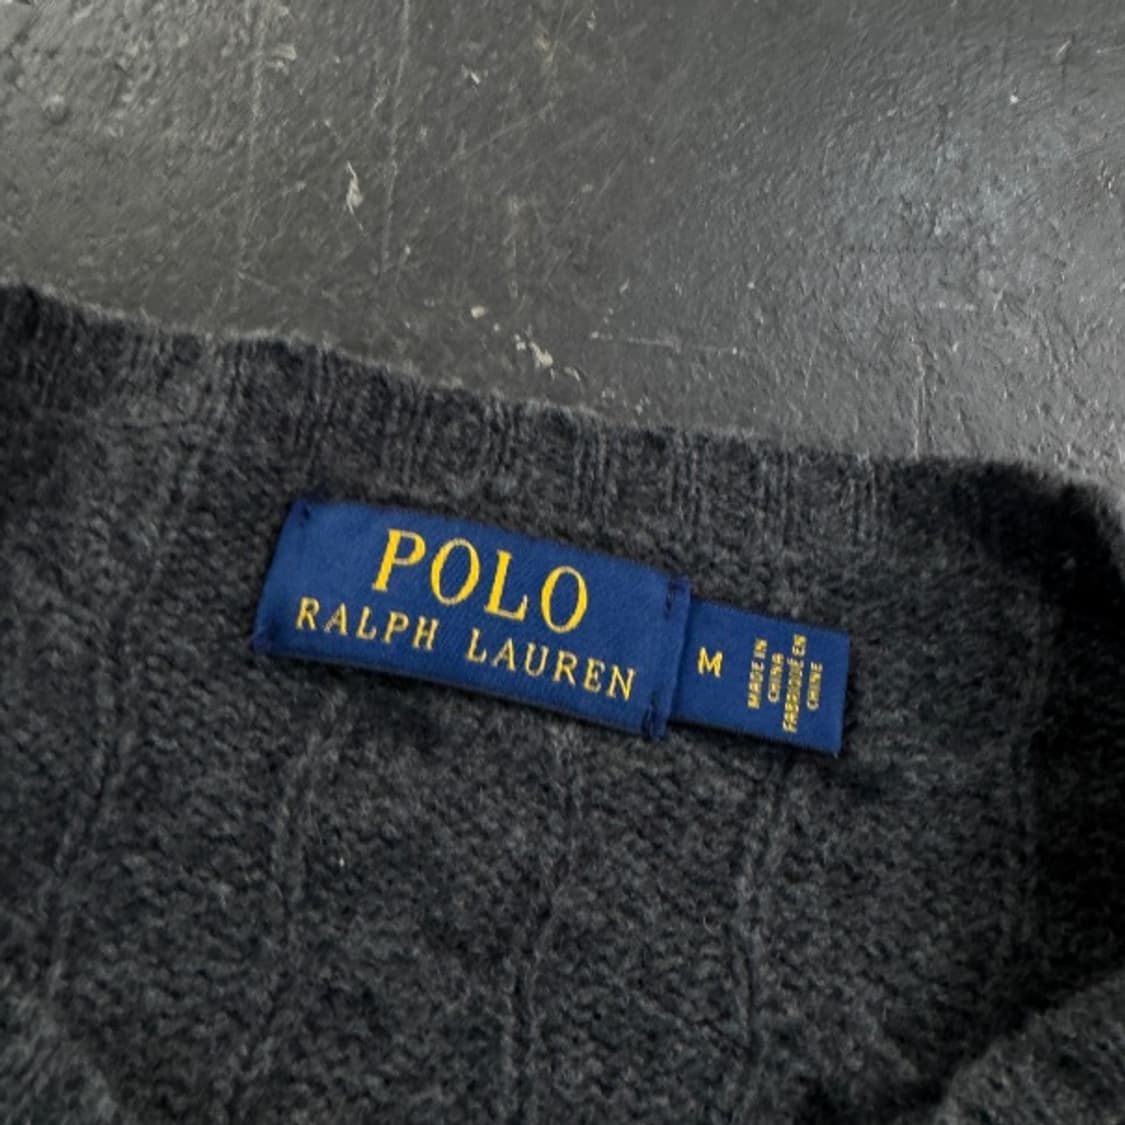 POLO
RALPH LAUREN
M
MADE IN
CHINA
FABRIQUÉ EN
CHINE